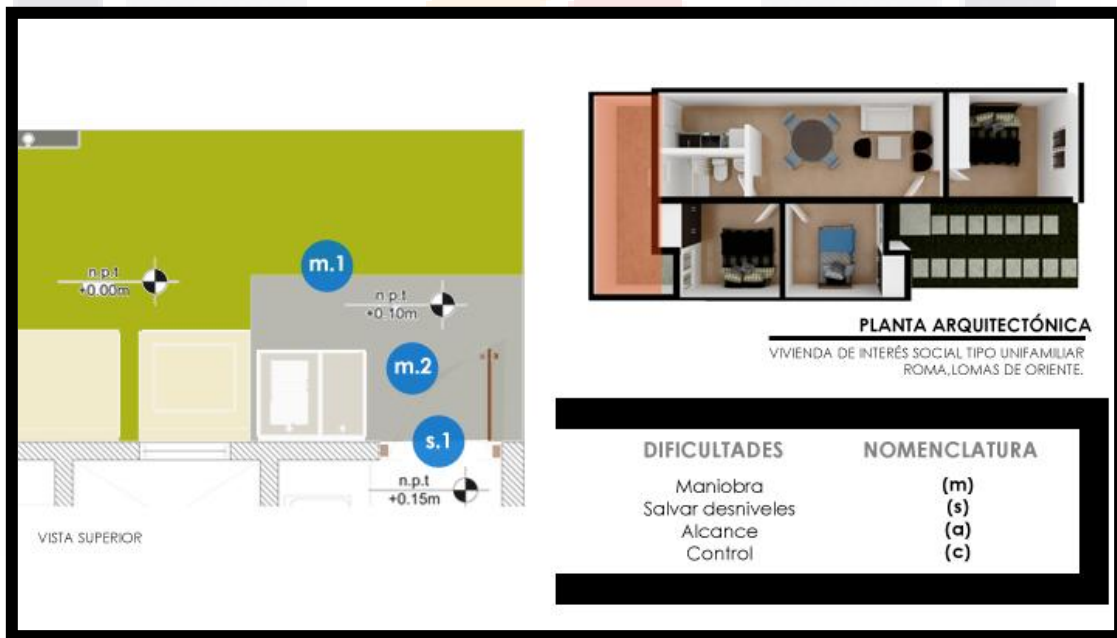 m.1
n.p.t
+0.00m
n.p.t
+0.10m
m.2
s.1
n.p.t
+0.15m
VISTA SUPERIOR
PLANTA ARQUITECTÓNICA
VIVIENDA DE INTERÉS SOCIAL TIPO UNIFAMILIAR
ROMA,LOMAS DE ORIENTE.
DIFICULTADES NOMENCLATURA
Maniobra (m)
Salvar desniveles (s)
Alcance (a)
Control (c)